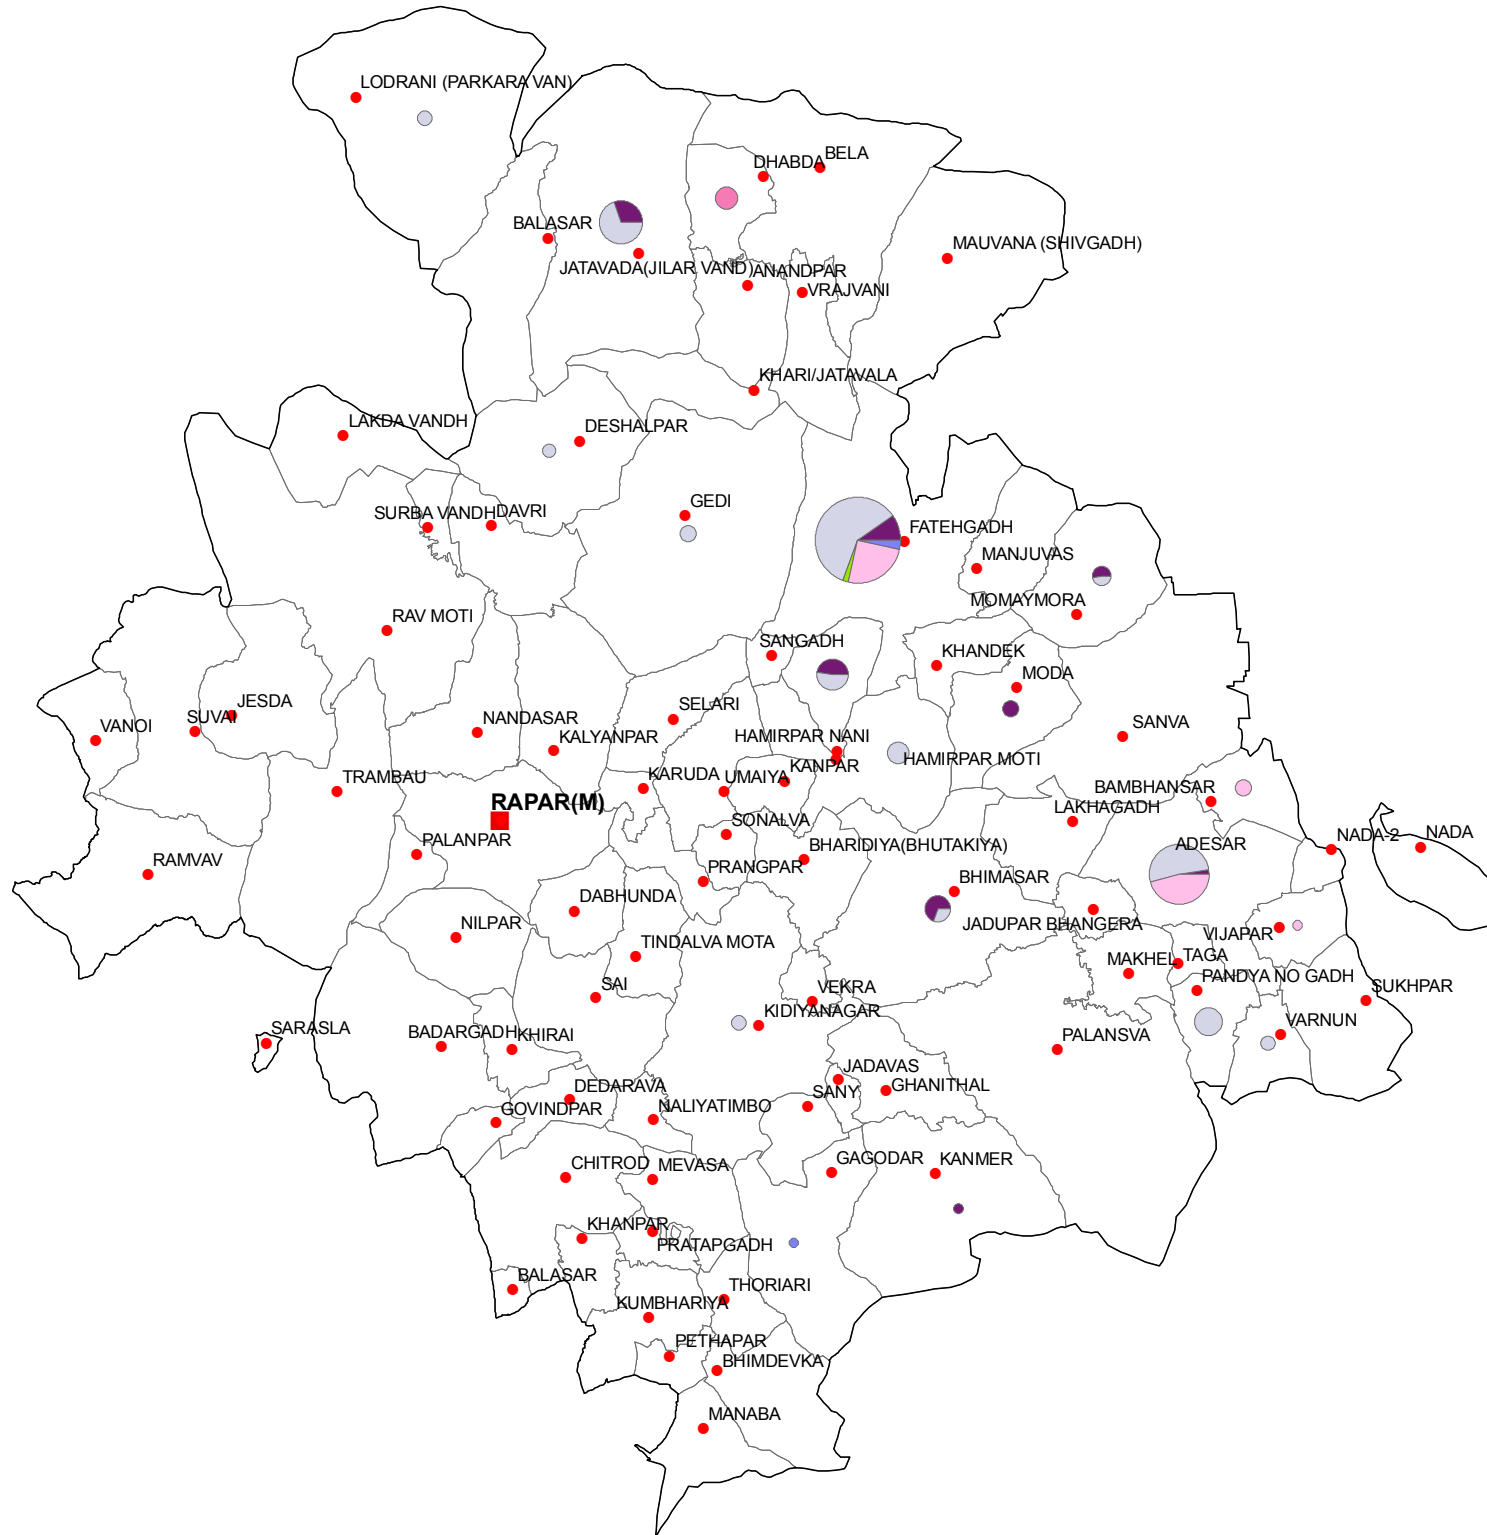 LODRANI (PARKARA VAN)
DHABDA
BELA
BALASAR
MAUVANA (SHIVGADH)
JATAVADA(JILAR VAND)
ANANDPAR
VRAJVANI
KHARI/JATAVALA
LAKDA VANDH
DESHALPAR
GEDI
SURBA VANDH
DAVRI
FATEHGADH
MANJUVAS
MOMAYMORA
RAV MOTI
SANGADH
KHANDEK
MODA
JESDA
SELARI
VANOI
SUVAI
NANDASAR
KALYANPAR
HAMIRPAR NANI
SANVA
HAMIRPAR MOTI
KANPAR
TRAMBAU
KARUDA
UMAIYA
BAMBHANSAR
RAPAR(M)
LAKHAGADH
SONALVA
PALANPAR
BHARIDIYA(BHUTAKIYA)
ADESAR
NADA-2
NADA
RAMVAV
PRANGPAR
BHIMASAR
DABHUNDA
NILPAR
JADUPAR BHANGERA
VIJAPAR
TINDALVA MOTA
MAKHEL
TAGA
SAI
PANDYA NO GADH
VEKRA
SUKHPAR
KIDIYANAGAR
SARASLA
BADARGADH
KHIRAI
PALANSVA
VARNUN
JADAVAS
DEDARAVA
GHANITHAL
SANY
GOVINDPAR
NALIYATIMBO
CHITROD
MEVASA
GAGODAR
KANMER
KHANPAR
PRATAPGADH
BALASAR
THORIARI
KUMBHARIYA
PETHAPAR
BHIMDEVKA
MANABA